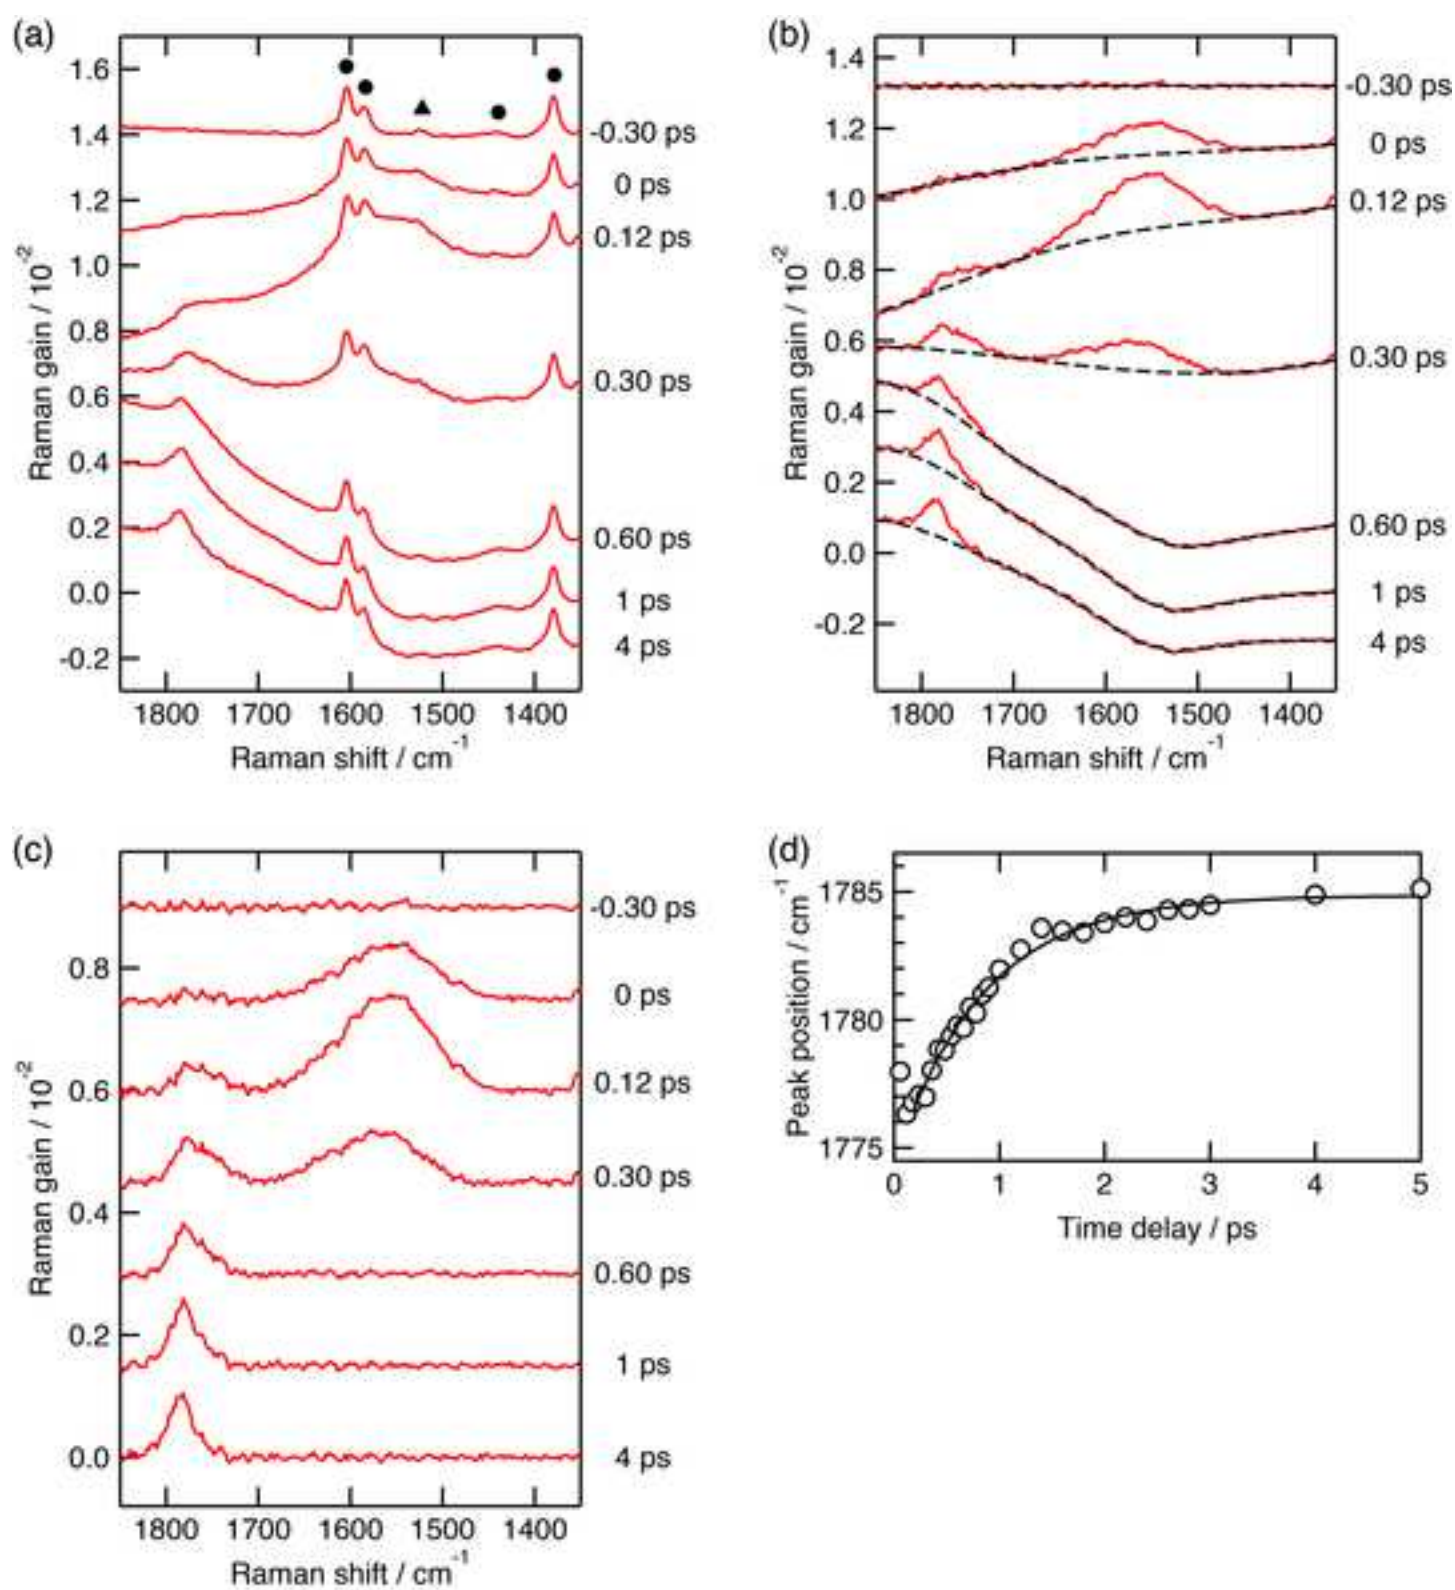 (a)
Raman gain / 10⁻²
1.6
1.4
1.2
1.0
0.8
0.6
0.4
0.2
0.0
-0.2
-0.30 ps
0 ps
0.12 ps
0.30 ps
0.60 ps
1 ps
4 ps
1800 1700 1600 1500 1400
Raman shift / cm⁻¹
(b)
Raman gain / 10⁻²
1.4
1.2
1.0
0.8
0.6
0.4
0.2
0.0
-0.2
-0.30 ps
0 ps
0.12 ps
0.30 ps
0.60 ps
1 ps
4 ps
1800 1700 1600 1500 1400
Raman shift / cm⁻¹
(c)
Raman gain / 10⁻²
0.8
0.6
0.4
0.2
0.0
-0.30 ps
0 ps
0.12 ps
0.30 ps
0.60 ps
1 ps
4 ps
1800 1700 1600 1500 1400
Raman shift / cm⁻¹
(d)
Peak position / cm⁻¹
1785
1780
1775
0 1 2 3 4 5
Time delay / ps